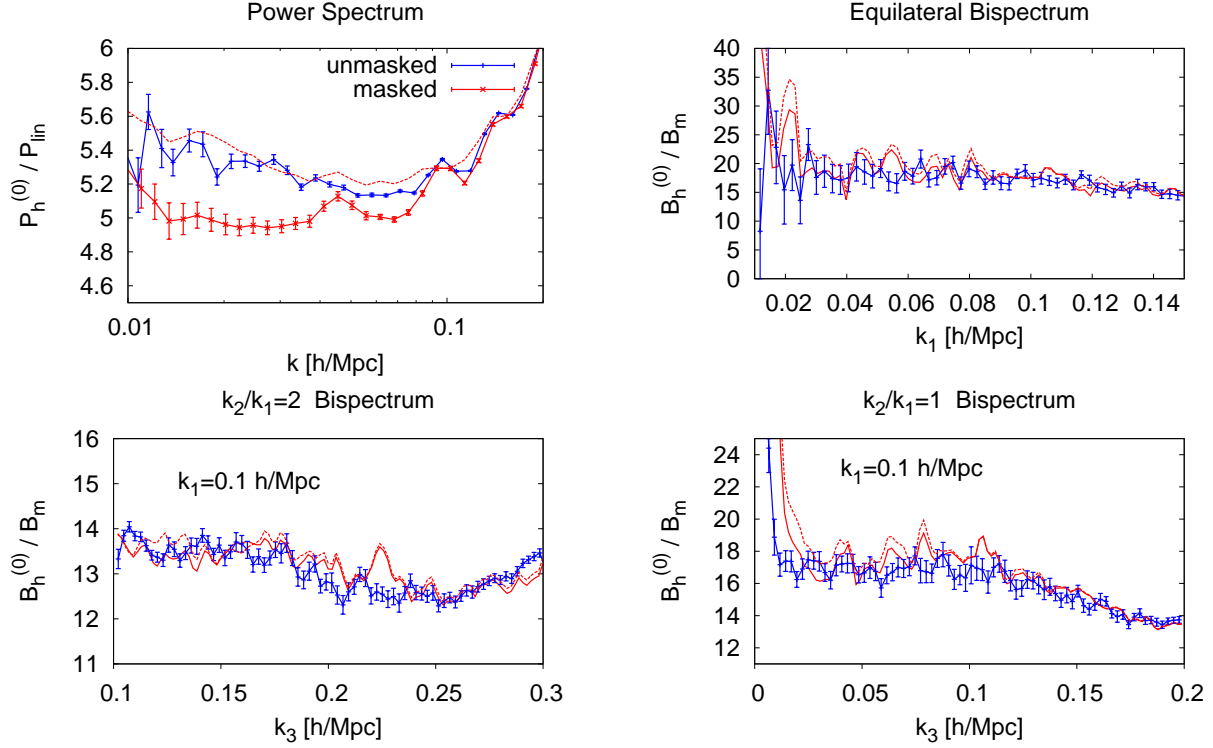 Power Spectrum
P_h^(0) / P_lin
6
5.8
5.6
5.4
5.2
5
4.8
4.6
unmasked
masked
0.01
0.1
k [h/Mpc]
Equilateral Bispectrum
B_h^(0) / B_m
40
35
30
25
20
15
10
5
0
0.02 0.04 0.06 0.08 0.1 0.12 0.14
k_1 [h/Mpc]
k_2/k_1=2 Bispectrum
B_h^(0) / B_m
16
15
14
13
12
11
k_1=0.1 h/Mpc
0.1 0.15 0.2 0.25 0.3
k_3 [h/Mpc]
k_2/k_1=1 Bispectrum
B_h^(0) / B_m
24
22
20
18
16
14
12
k_1=0.1 h/Mpc
0 0.05 0.1 0.15 0.2
k_3 [h/Mpc]